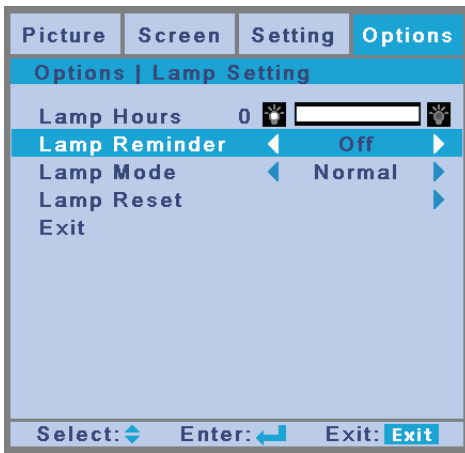 Picture Screen Setting Options
Options | Lamp Setting
Lamp Hours 0
Lamp Reminder Off
Lamp Mode Normal
Lamp Reset
Exit
Select: Enter: Exit: Exit